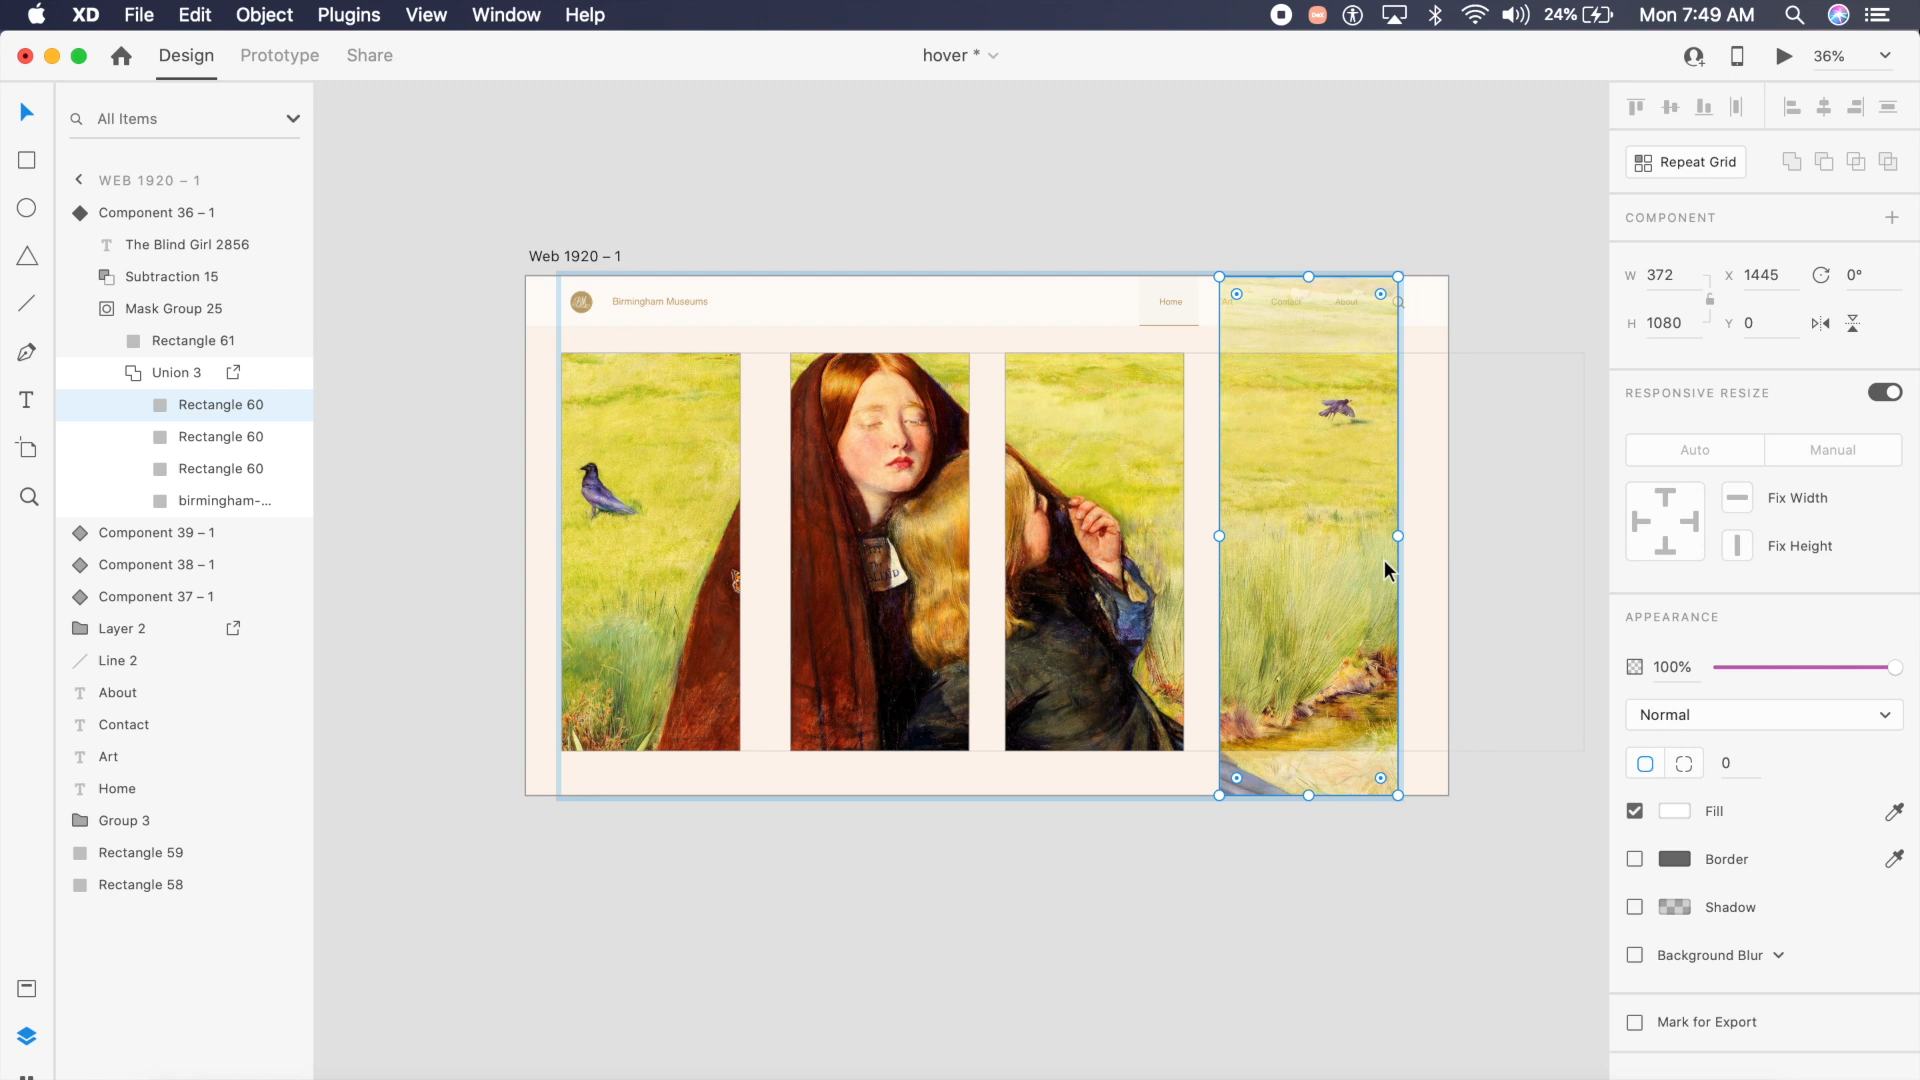 XD File Edit Object Plugins View Window Help
24% Mon 7:49 AM
Design Prototype Share
hover *
36%
All Items
WEB 1920 – 1
Component 36 – 1
The Blind Girl 2856
Subtraction 15
Mask Group 25
Rectangle 61
Union 3
Rectangle 60
Rectangle 60
Rectangle 60
birmingham-...
Component 39 – 1
Component 38 – 1
Component 37 – 1
Layer 2
Line 2
About
Contact
Art
Home
Group 3
Rectangle 59
Rectangle 58
Web 1920 – 1
Birmingham Museums
Home
Art
Contact
About
Repeat Grid
COMPONENT
W 372 X 1445 0°
H 1080 Y 0
RESPONSIVE RESIZE
Auto Manual
Fix Width
Fix Height
APPEARANCE
100%
Normal
0
Fill
Border
Shadow
Background Blur
Mark for Export